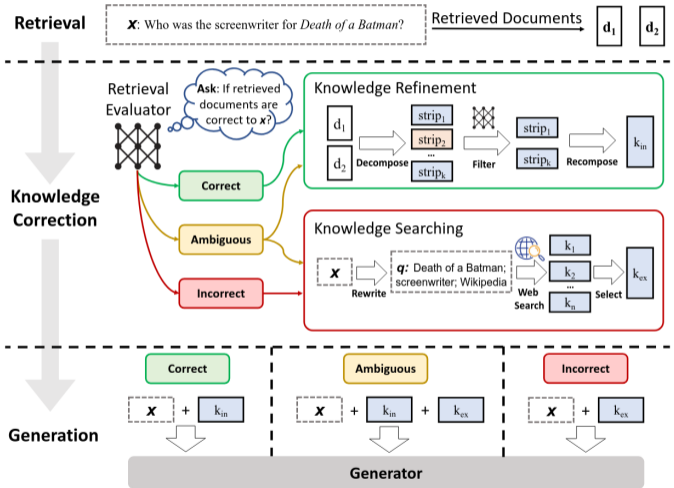 Retrieval
x: Who was the screenwriter for Death of a Batman?
Retrieved Documents
d1
d2
Knowledge
Correction
Retrieval
Evaluator
Ask: If retrieved
documents are
correct to x?
Correct
Ambiguous
Incorrect
Knowledge Refinement
d1
d2
Decompose
strip1
strip2
...
stripk
Filter
strip1
stripk
Recompose
kin
Knowledge Searching
x
Rewrite
q: Death of a Batman;
screenwriter; Wikipedia
Web
Search
k1
k2
...
kn
Select
kex
Generation
Correct
x + kin
Ambiguous
x + kin + kex
Incorrect
x + kex
Generator